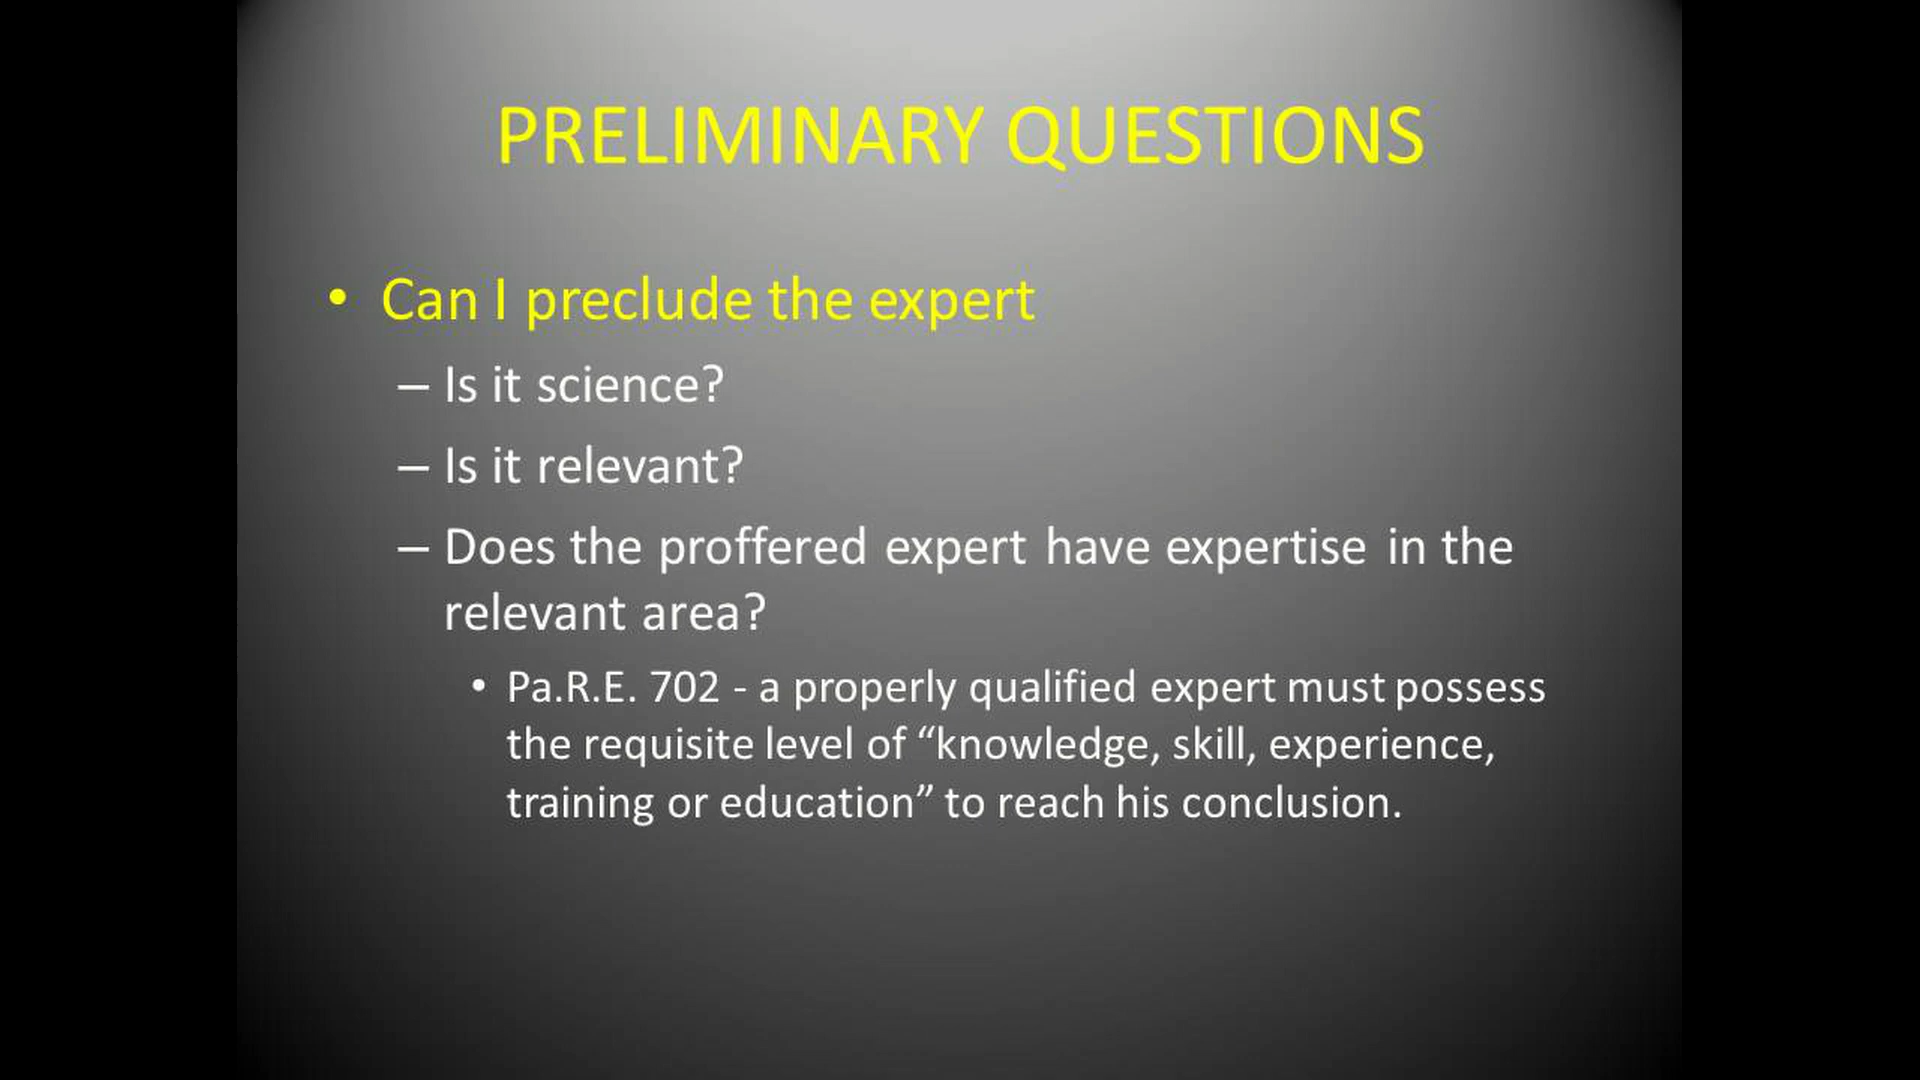 PRELIMINARY QUESTIONS
• Can I preclude the expert
– Is it science?
– Is it relevant?
– Does the proffered expert have expertise in the
relevant area?
• Pa.R.E. 702 - a properly qualified expert must possess
the requisite level of “knowledge, skill, experience,
training or education” to reach his conclusion.